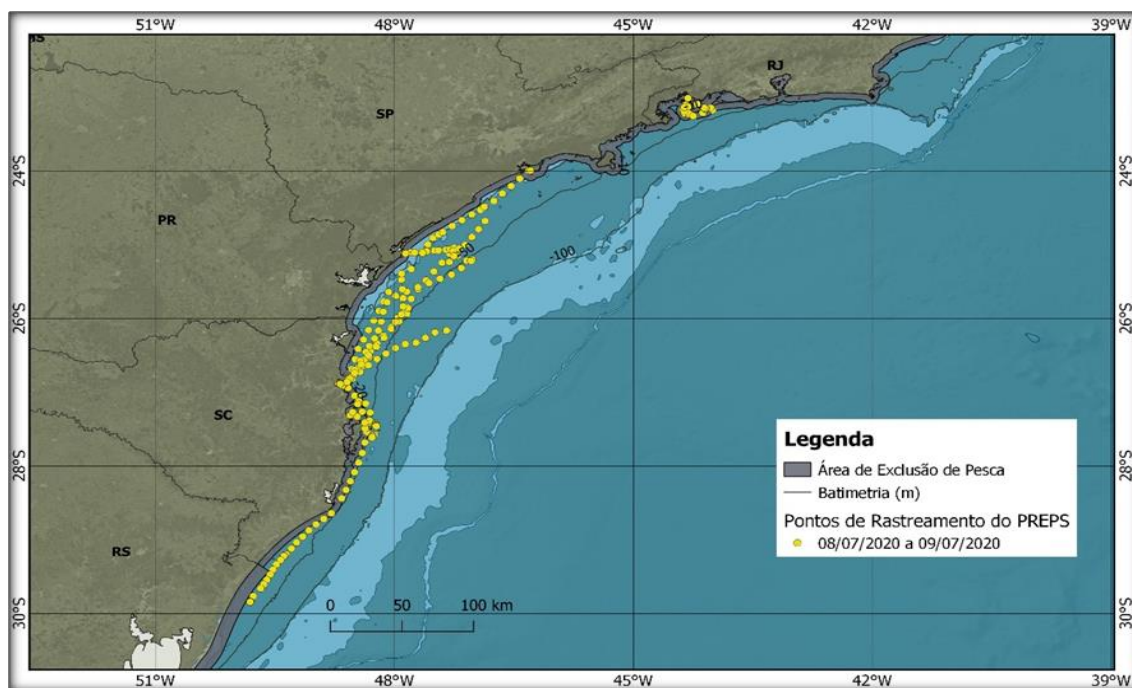 51°W 48°W 45°W 42°W 39°W
RJ
SP
24°S 24°S
PR
-50
-100
26°S 26°S
-20
SC
Legenda
Área de Exclusão de Pesca
Batimetria (m)
Pontos de Rastreamento do PREPS
08/07/2020 a 09/07/2020
28°S 28°S
RS
0 50 100 km
30°S 30°S
51°W 48°W 45°W 42°W 39°W